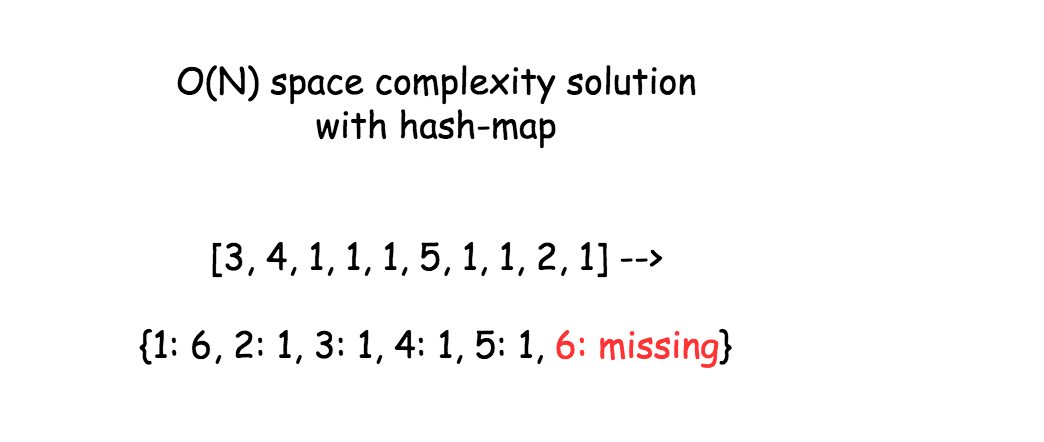 O(N) space complexity solution
with hash-map
[3, 4, 1, 1, 1, 5, 1, 1, 2, 1] -->
{1: 6, 2: 1, 3: 1, 4: 1, 5: 1, 6: missing}